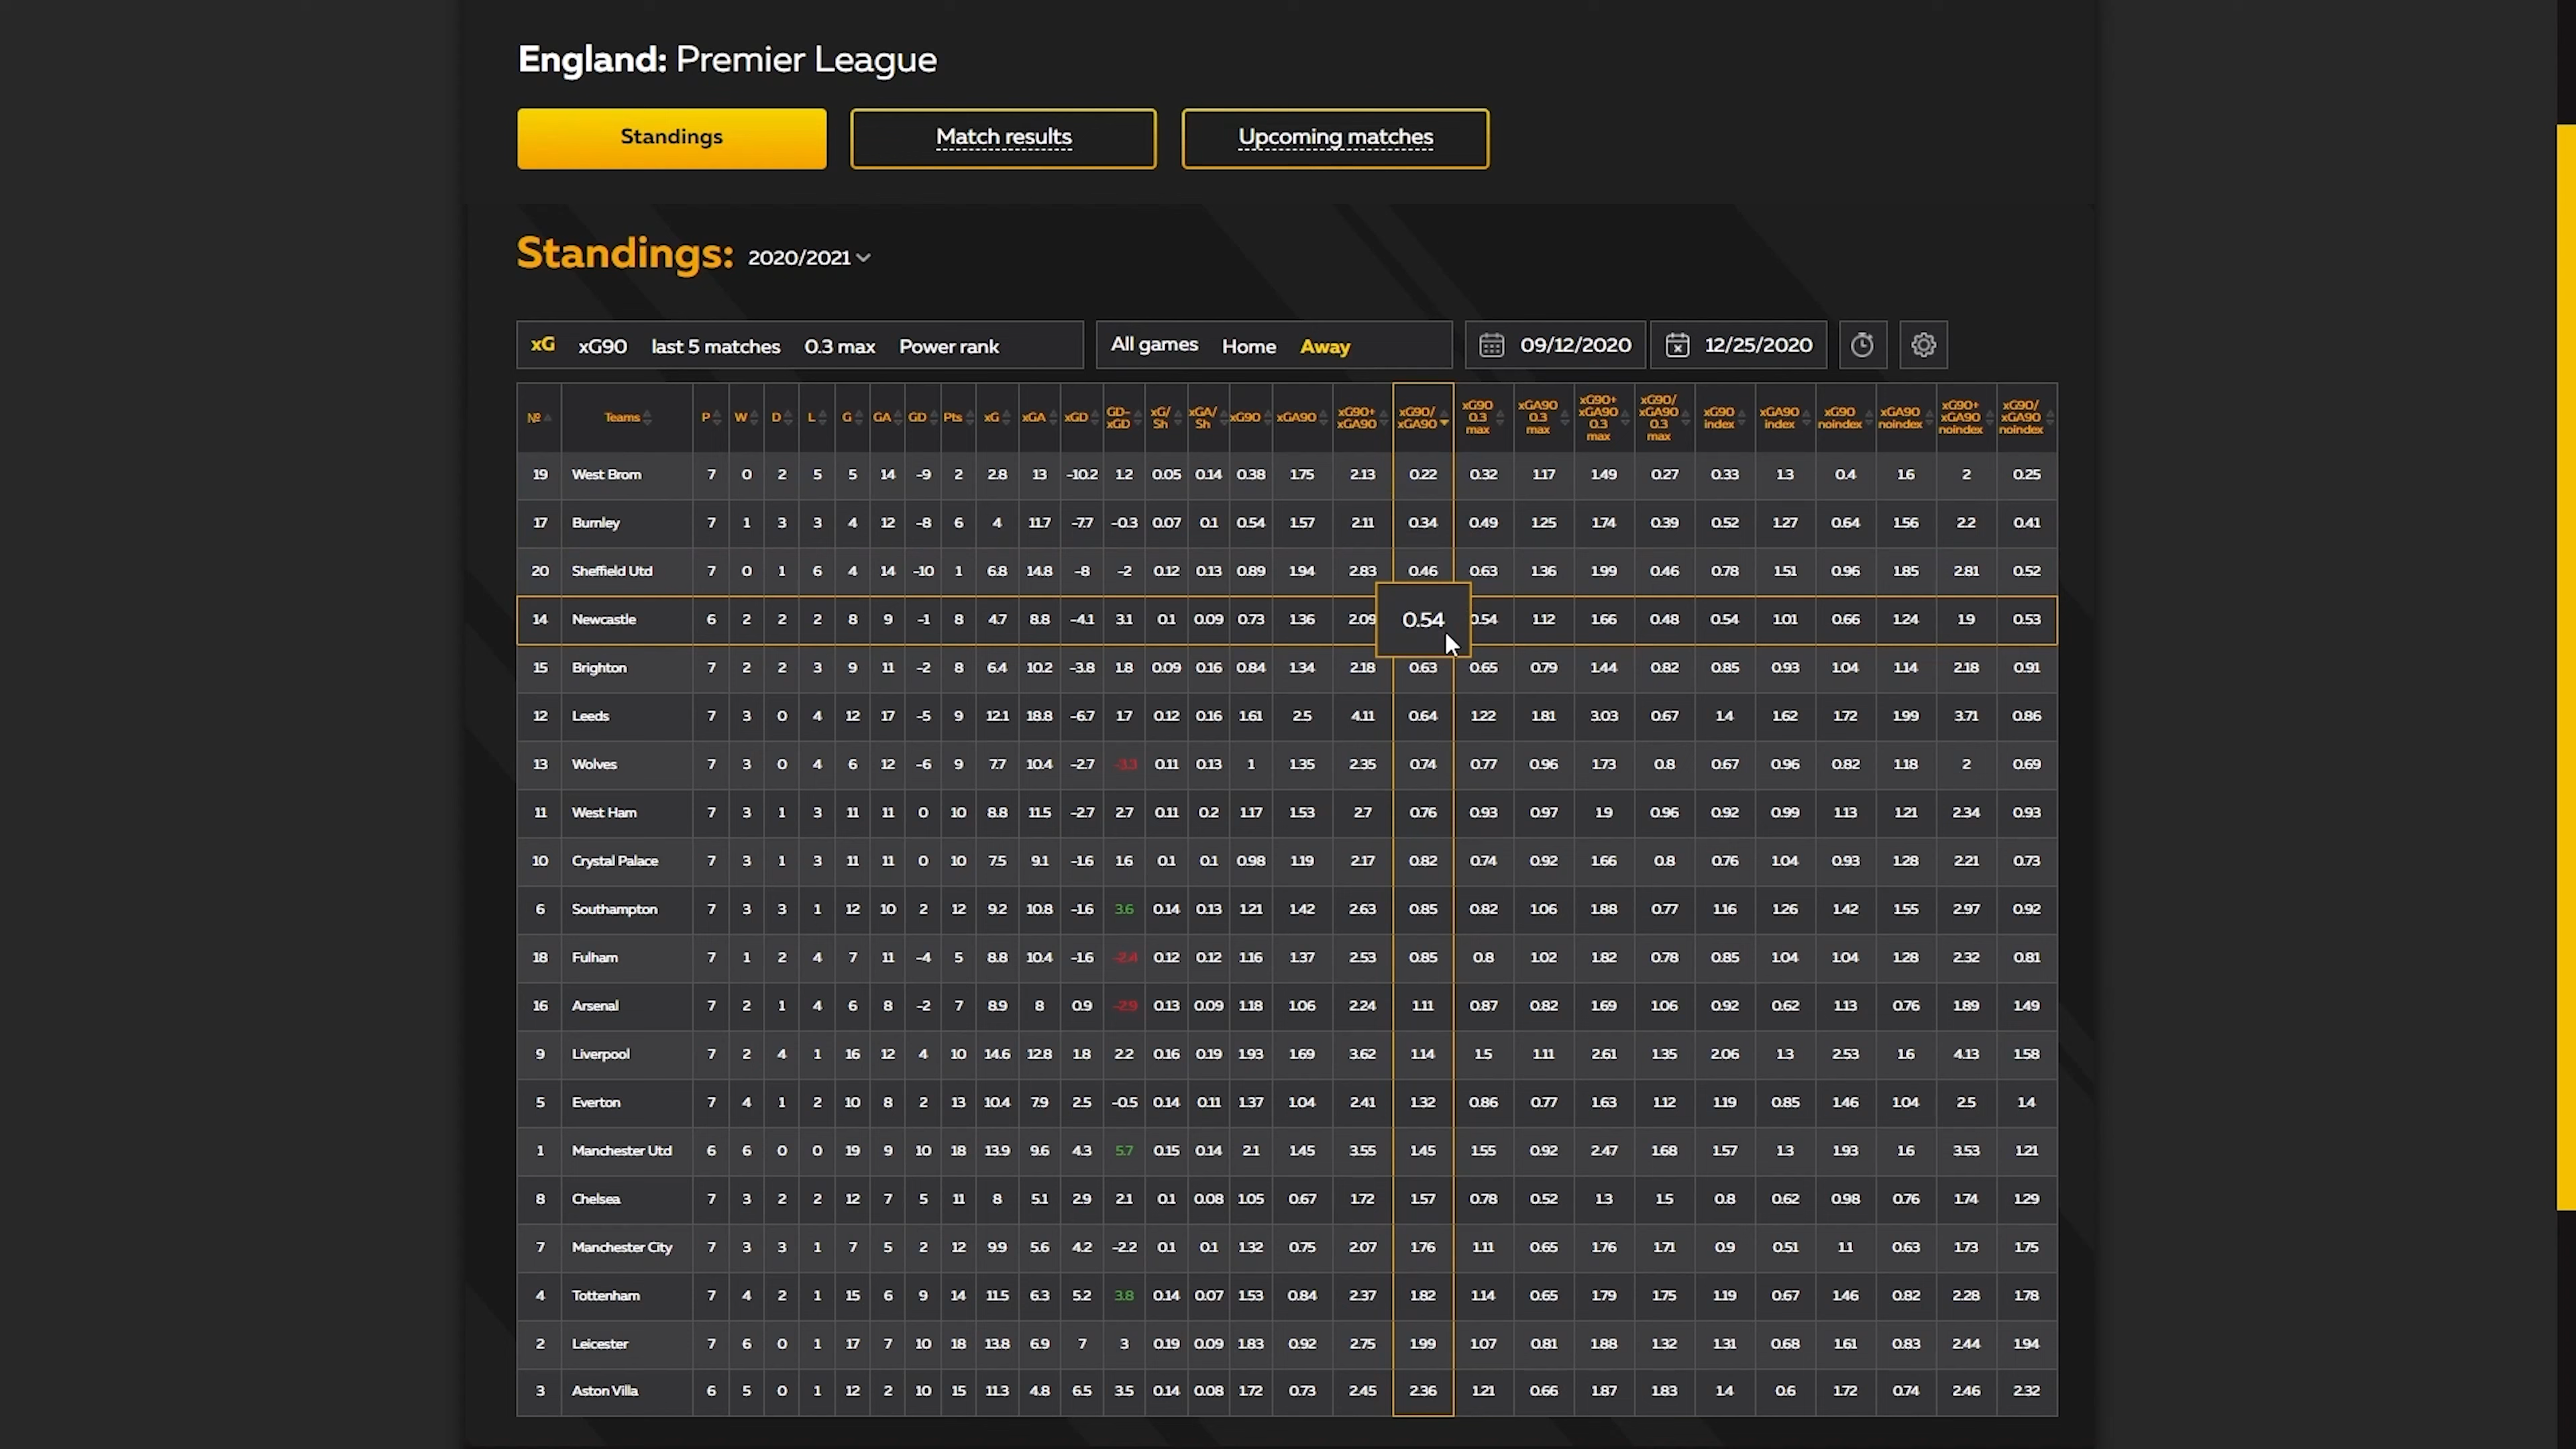 England: Premier League
Standings Match results Upcoming matches
Standings: 2020/2021
xG xG90 last 5 matches 0.3 max Power rank All games Home Away 09/12/2020 12/25/2020
№ Teams P W D L G GA GD Pts xG xGA xGD GD-xGD xG/Sh xGA/Sh xG90 xGA90 xG90+xGA90 xG90/xGA90 xG90 0.3 max xGA90 0.3 max xG90+xGA90 0.3 max xG90/xGA90 0.3 max xG90 index xGA90 index xG90 noindex xGA90 noindex xG90+xGA90 noindex xG90/xGA90 noindex
19 West Brom 7 0 2 5 5 14 -9 2 2.8 13 -10.2 1.2 0.05 0.14 0.38 1.75 2.13 0.22 0.32 1.17 1.49 0.27 0.33 1.3 0.4 1.6 2 0.25
17 Burnley 7 1 3 3 4 12 -8 6 4 11.7 -7.7 -0.3 0.07 0.1 0.54 1.57 2.11 0.34 0.49 1.25 1.74 0.39 0.52 1.27 0.64 1.56 2.2 0.41
20 Sheffield Utd 7 0 1 6 4 14 -10 1 6.8 14.8 -8 -2 0.12 0.13 0.89 1.94 2.83 0.46 0.63 1.36 1.99 0.46 0.78 1.51 0.96 1.85 2.81 0.52
14 Newcastle 6 2 2 2 8 9 -1 8 4.7 8.8 -4.1 3.1 0.1 0.09 0.73 1.36 2.09 0.54 0.54 1.12 1.66 0.48 0.54 1.01 0.66 1.24 1.9 0.53
15 Brighton 7 2 2 3 9 11 -2 8 6.4 10.2 -3.8 1.8 0.09 0.16 0.84 1.34 2.18 0.63 0.65 0.79 1.44 0.82 0.85 0.93 1.04 1.14 2.18 0.91
12 Leeds 7 3 0 4 12 17 -5 9 12.1 18.8 -6.7 1.7 0.12 0.16 1.61 2.5 4.11 0.64 1.22 1.81 3.03 0.67 1.4 1.62 1.72 1.99 3.71 0.86
13 Wolves 7 3 0 4 6 12 -6 9 7.7 10.4 -2.7 -3.3 0.11 0.13 1 1.35 2.35 0.74 0.77 0.96 1.73 0.8 0.67 0.96 0.82 1.18 2 0.69
11 West Ham 7 3 1 3 11 11 0 10 8.8 11.5 -2.7 2.7 0.11 0.2 1.17 1.53 2.7 0.76 0.93 0.97 1.9 0.96 0.92 0.99 1.13 1.21 2.34 0.93
10 Crystal Palace 7 3 1 3 11 11 0 10 7.5 9.1 -1.6 1.6 0.1 0.1 0.98 1.19 2.17 0.82 0.74 0.92 1.66 0.8 0.76 1.04 0.93 1.28 2.21 0.73
6 Southampton 7 3 3 1 12 10 2 12 9.2 10.8 -1.6 3.6 0.14 0.13 1.21 1.42 2.63 0.85 0.82 1.06 1.88 0.77 1.16 1.26 1.42 1.55 2.97 0.92
18 Fulham 7 1 2 4 7 11 -4 5 8.8 10.4 -1.6 -2.4 0.12 0.12 1.16 1.37 2.53 0.85 0.8 1.02 1.82 0.78 0.85 1.04 1.04 1.28 2.32 0.81
16 Arsenal 7 2 1 4 6 8 -2 7 8.9 8 0.9 -2.9 0.13 0.09 1.18 1.06 2.24 1.11 0.87 0.82 1.69 1.06 0.92 0.62 1.13 0.76 1.89 1.49
9 Liverpool 7 2 4 1 16 12 4 10 14.6 12.8 1.8 2.2 0.16 0.19 1.93 1.69 3.62 1.14 1.5 1.11 2.61 1.35 2.06 1.3 2.53 1.6 4.13 1.58
5 Everton 7 4 1 2 10 8 2 13 10.4 7.9 2.5 -0.5 0.14 0.11 1.37 1.04 2.41 1.32 0.86 0.77 1.63 1.12 1.19 0.85 1.46 1.04 2.5 1.4
1 Manchester Utd 6 6 0 0 19 9 10 18 13.9 9.6 4.3 5.7 0.15 0.14 2.1 1.45 3.55 1.45 1.55 0.92 2.47 1.68 1.57 1.3 1.93 1.6 3.53 1.21
8 Chelsea 7 3 2 2 12 7 5 11 8 5.1 2.9 2.1 0.1 0.08 1.05 0.67 1.72 1.57 0.78 0.52 1.3 1.5 0.8 0.62 0.98 0.76 1.74 1.29
7 Manchester City 7 3 3 1 7 5 2 12 9.9 5.6 4.2 -2.2 0.1 0.1 1.32 0.75 2.07 1.76 1.11 0.65 1.76 1.71 0.9 0.51 1.1 0.63 1.73 1.75
4 Tottenham 7 4 2 1 15 6 9 14 11.5 6.3 5.2 3.8 0.14 0.07 1.53 0.84 2.37 1.82 1.14 0.65 1.79 1.75 1.19 0.67 1.46 0.82 2.28 1.78
2 Leicester 7 6 0 1 17 7 10 18 13.8 6.9 7 3 0.19 0.09 1.83 0.92 2.75 1.99 1.07 0.81 1.88 1.32 1.31 0.68 1.61 0.83 2.44 1.94
3 Aston Villa 6 5 0 1 12 2 10 15 11.3 4.8 6.5 3.5 0.14 0.08 1.72 0.73 2.45 2.36 1.21 0.66 1.87 1.83 1.4 0.6 1.72 0.74 2.46 2.32